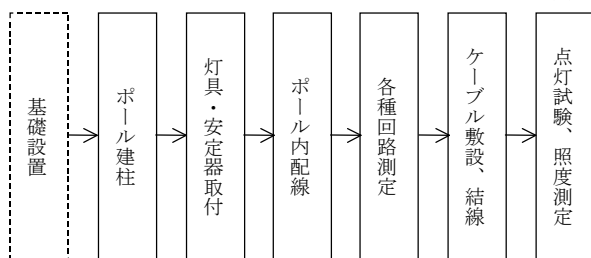 基礎設置
ポール建柱
灯具・安定器取付
ポール内配線
各種回路測定
ケーブル敷設、結線
点灯試験、照度測定